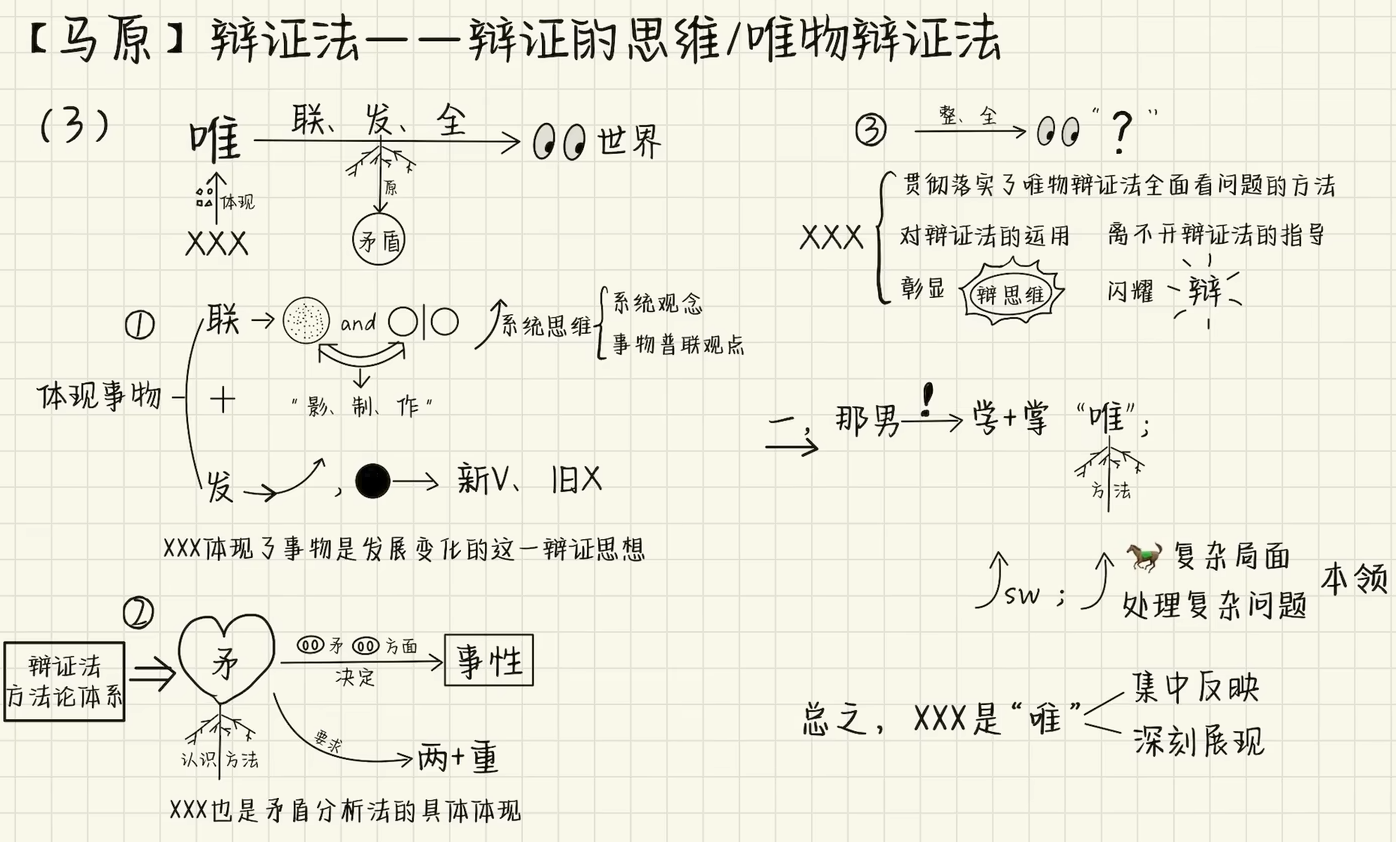 【马原】辩证法——辩证的思维/唯物辩证法
(3)
唯 联、发、全 世界
原
体现
XXX
矛盾
①
联 and 系统思维 系统观念
事物普联观点
体现事物
+
"影、制、作"
发 , 新V、旧X
XXX体现了事物是发展变化的这一辩证思想
②
辩证法
方法论体系
矛
矛 方面
决定
事性
认识 方法
要求
两+重
XXX也是矛盾分析法的具体体现
③
整、全
"?"
XXX
贯彻落实了唯物辩证法全面看问题的方法
对辩证法的运用 离不开辩证法的指导
彰显 辩思维 闪耀 辩
二, 那男 ! 学+掌 "唯";
方法
sw ; 复杂局面
处理复杂问题
本领
总之, XXX是"唯"
集中反映
深刻展现